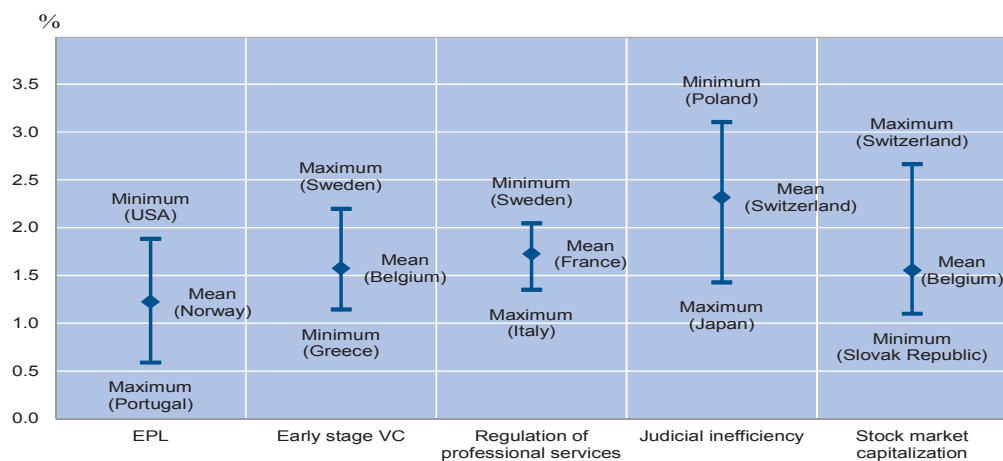 %
3.5
3.0
2.5
2.0
1.5
1.0
0.5
0.0
Minimum
(USA)
Mean
(Norway)
Maximum
(Portugal)
Maximum
(Sweden)
Mean
(Belgium)
Minimum
(Greece)
Minimum
(Sweden)
Mean
(France)
Maximum
(Italy)
Minimum
(Poland)
Mean
(Switzerland)
Maximum
(Japan)
Maximum
(Switzerland)
Mean
(Belgium)
Minimum
(Slovak Republic)
EPL
Early stage VC
Regulation of
professional services
Judicial inefficiency
Stock market
capitalization